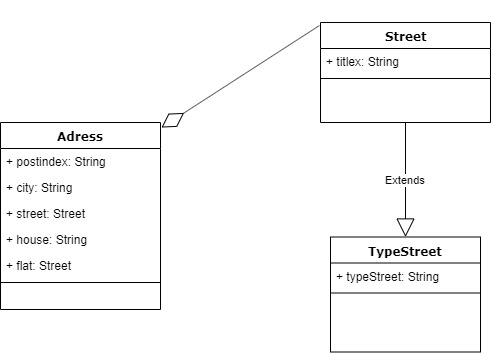 Street
+ titlex: String
Adress
+ postindex: String
+ city: String
+ street: Street
+ house: String
+ flat: Street
Extends
TypeStreet
+ typeStreet: String